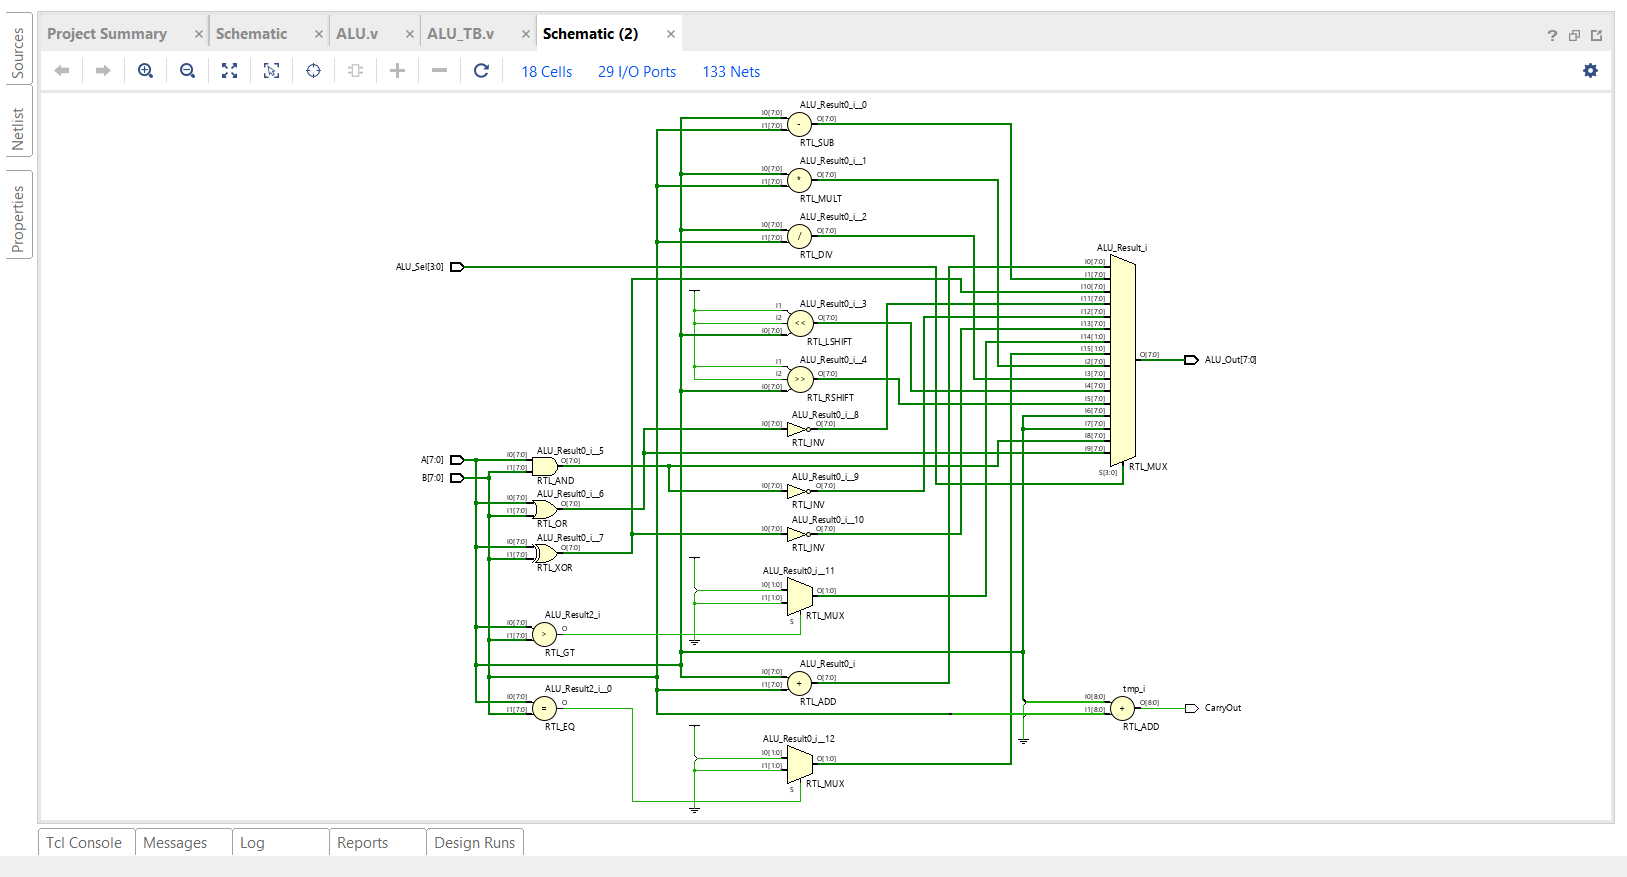 Sources
Netlist
Properties
Project Summary ×
Schematic ×
ALU.v ×
ALU_TB.v ×
Schematic (2) ×
?
18 Cells 29 I/O Ports 133 Nets
ALU_Result0_i__0
I0[7:0]
I1[7:0]
-
O[7:0]
RTL_SUB
ALU_Result0_i__1
I0[7:0]
I1[7:0]
*
O[7:0]
RTL_MULT
ALU_Result0_i__2
I0[7:0]
I1[7:0]
/
O[7:0]
RTL_DIV
ALU_Sel[3:0]
ALU_Result0_i__3
I1
I2
I0[7:0]
<<
O[7:0]
RTL_LSHIFT
ALU_Result0_i__4
I1
I2
I0[7:0]
>>
O[7:0]
RTL_RSHIFT
ALU_Result0_i__8
I0[7:0]
O[7:0]
RTL_INV
A[7:0]
B[7:0]
ALU_Result0_i__5
I0[7:0]
I1[7:0]
O[7:0]
RTL_AND
ALU_Result0_i__6
I0[7:0]
I1[7:0]
O[7:0]
RTL_OR
ALU_Result0_i__7
I0[7:0]
I1[7:0]
O[7:0]
RTL_XOR
ALU_Result0_i__9
I0[7:0]
O[7:0]
RTL_INV
ALU_Result0_i__10
I0[7:0]
O[7:0]
RTL_INV
ALU_Result0_i__11
I0[1:0]
I1[1:0]
S
O[1:0]
RTL_MUX
ALU_Result2_i
I0[7:0]
I1[7:0]
>
O
RTL_GT
ALU_Result0_i
I0[7:0]
I1[7:0]
+
O[7:0]
RTL_ADD
ALU_Result2_i__0
I0[7:0]
I1[7:0]
=
O
RTL_EQ
ALU_Result0_i__12
I0[1:0]
I1[1:0]
S
O[1:0]
RTL_MUX
ALU_Result_i
I0[7:0]
I1[7:0]
I10[7:0]
I11[7:0]
I12[7:0]
I13[7:0]
I14[1:0]
I15[1:0]
I2[7:0]
I3[7:0]
I4[7:0]
I5[7:0]
I6[7:0]
I7[7:0]
I8[7:0]
I9[7:0]
S[3:0]
O[7:0]
RTL_MUX
ALU_Out[7:0]
tmp_i
I0[8:0]
I1[8:0]
+
O[8:0]
RTL_ADD
CarryOut
Tcl Console
Messages
Log
Reports
Design Runs